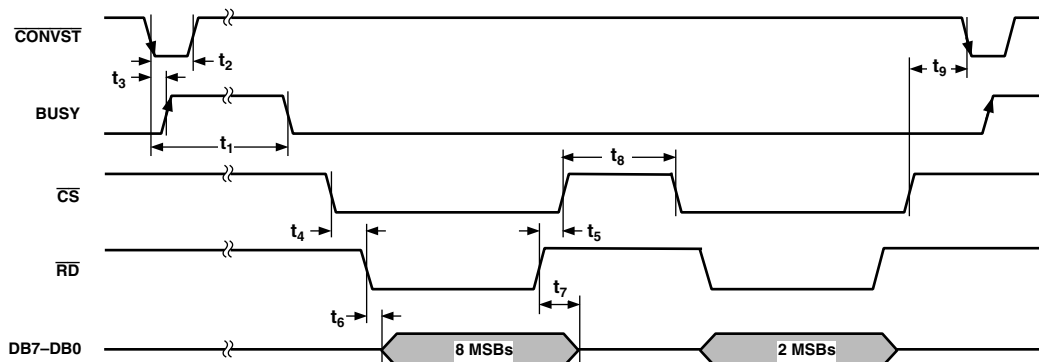 CONVST
t2
t3
t9
BUSY
t1
t8
CS
t4
t5
RD
t7
t6
DB7–DB0
8 MSBs
2 MSBs